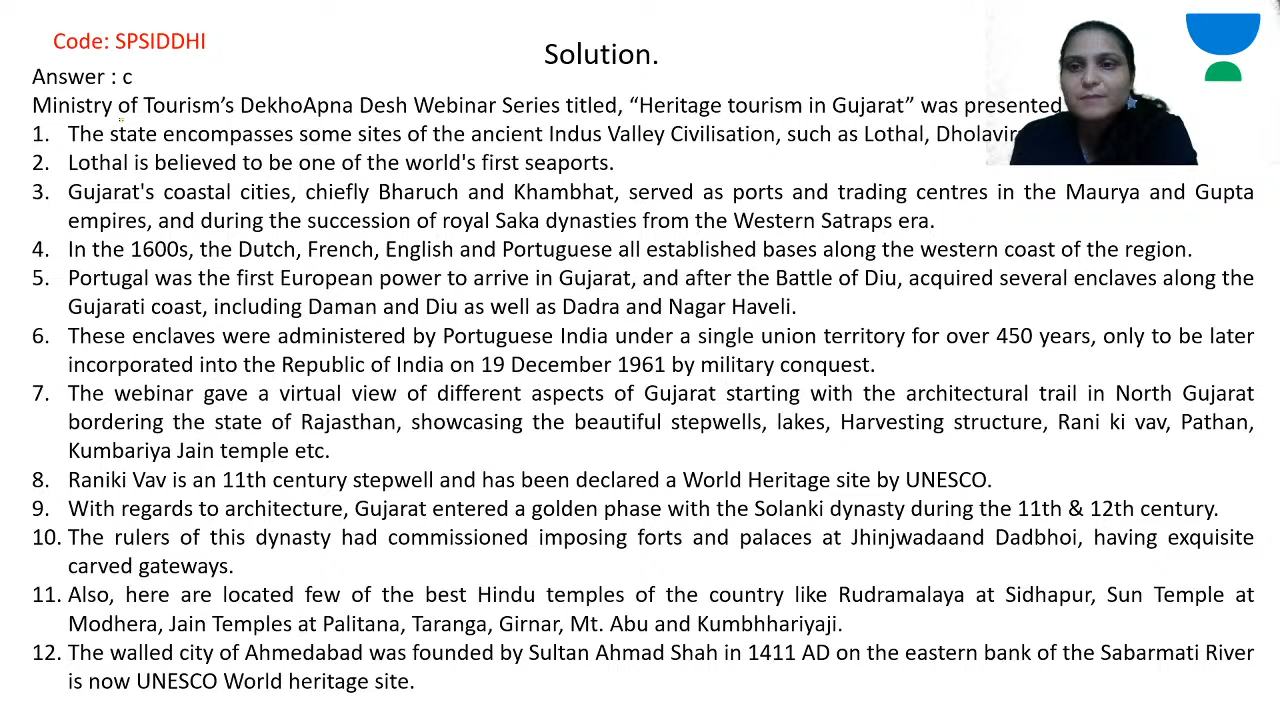 Code: SPSIDDHI
Solution.
Answer : c
Ministry of Tourism's DekhoApna Desh Webinar Series titled, “Heritage tourism in Gujarat” was presented
1. The state encompasses some sites of the ancient Indus Valley Civilisation, such as Lothal,
2. Lothal is believed to be one of the world's first seaports.
3. Gujarat's coastal cities, chiefly Bharuch and Khambhat, served as ports and trading centres in the Maurya and Gupta
empires, and during the succession of royal Saka dynasties from the Western Satraps era.
4. In the 1600s, the Dutch, French, English and Portuguese all established bases along the western coast of the region.
5. Portugal was the first European power to arrive in Gujarat, and after the Battle of Diu, acquired several enclaves along the
Gujarati coast, including Daman and Diu as well as Dadra and Nagar Haveli.
6. These enclaves were administered by Portuguese India under a single union territory for over 450 years, only to be later
incorporated into the Republic of India on 19 December 1961 by military conquest.
7. The webinar gave a virtual view of different aspects of Gujarat starting with the architectural trail in North Gujarat
bordering the state of Rajasthan, showcasing the beautiful stepwells, lakes, Harvesting structure, Rani ki vav, Pathan,
Kumbariya Jain temple etc.
8. Raniki Vav is an 11th century stepwell and has been declared a World Heritage site by UNESCO.
9. With regards to architecture, Gujarat entered a golden phase with the Solanki dynasty during the 11th & 12th century.
10. The rulers of this dynasty had commissioned imposing forts and palaces at Jhinjwadaand Dadbhoi, having exquisite
carved gateways.
11. Also, here are located few of the best Hindu temples of the country like Rudramalaya at Sidhapur, Sun Temple at
Modhera, Jain Temples at Palitana, Taranga, Girnar, Mt. Abu and Kumbhhariyaji.
12. The walled city of Ahmedabad was founded by Sultan Ahmad Shah in 1411 AD on the eastern bank of the Sabarmati River
is now UNESCO World heritage site.